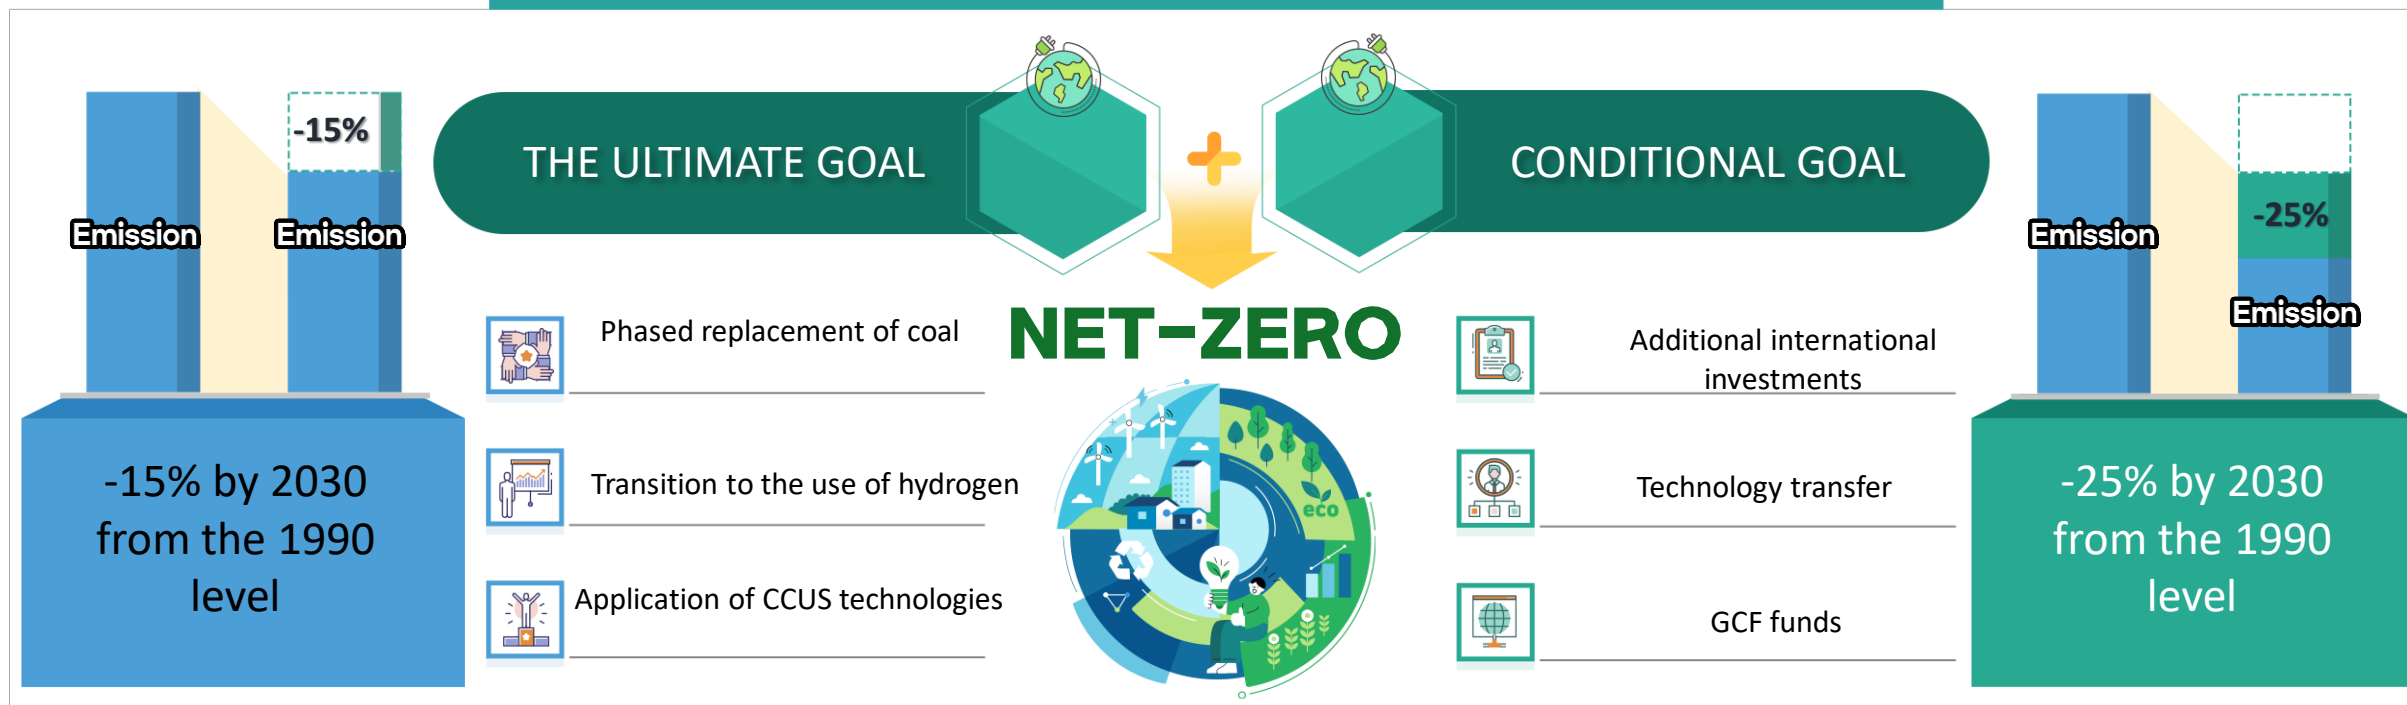 -15%
Emission
Emission
-15% by 2030
from the 1990
level
THE ULTIMATE GOAL
Phased replacement of coal
Transition to the use of hydrogen
Application of CCUS technologies
NET-ZERO
eco
CONDITIONAL GOAL
Additional international
investments
Technology transfer
GCF funds
-25%
Emission
Emission
-25% by 2030
from the 1990
level